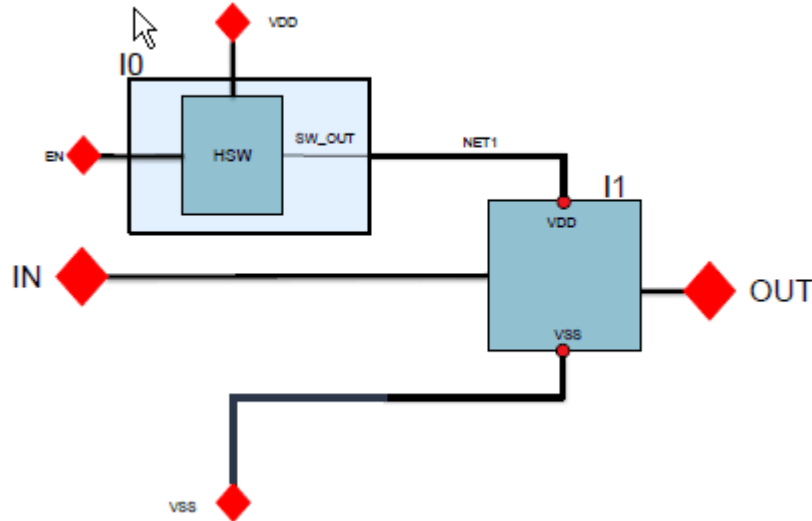 VDD
I0
EN
HSW
SW_OUT
NET1
I1
VDD
IN
OUT
VSS
VSS